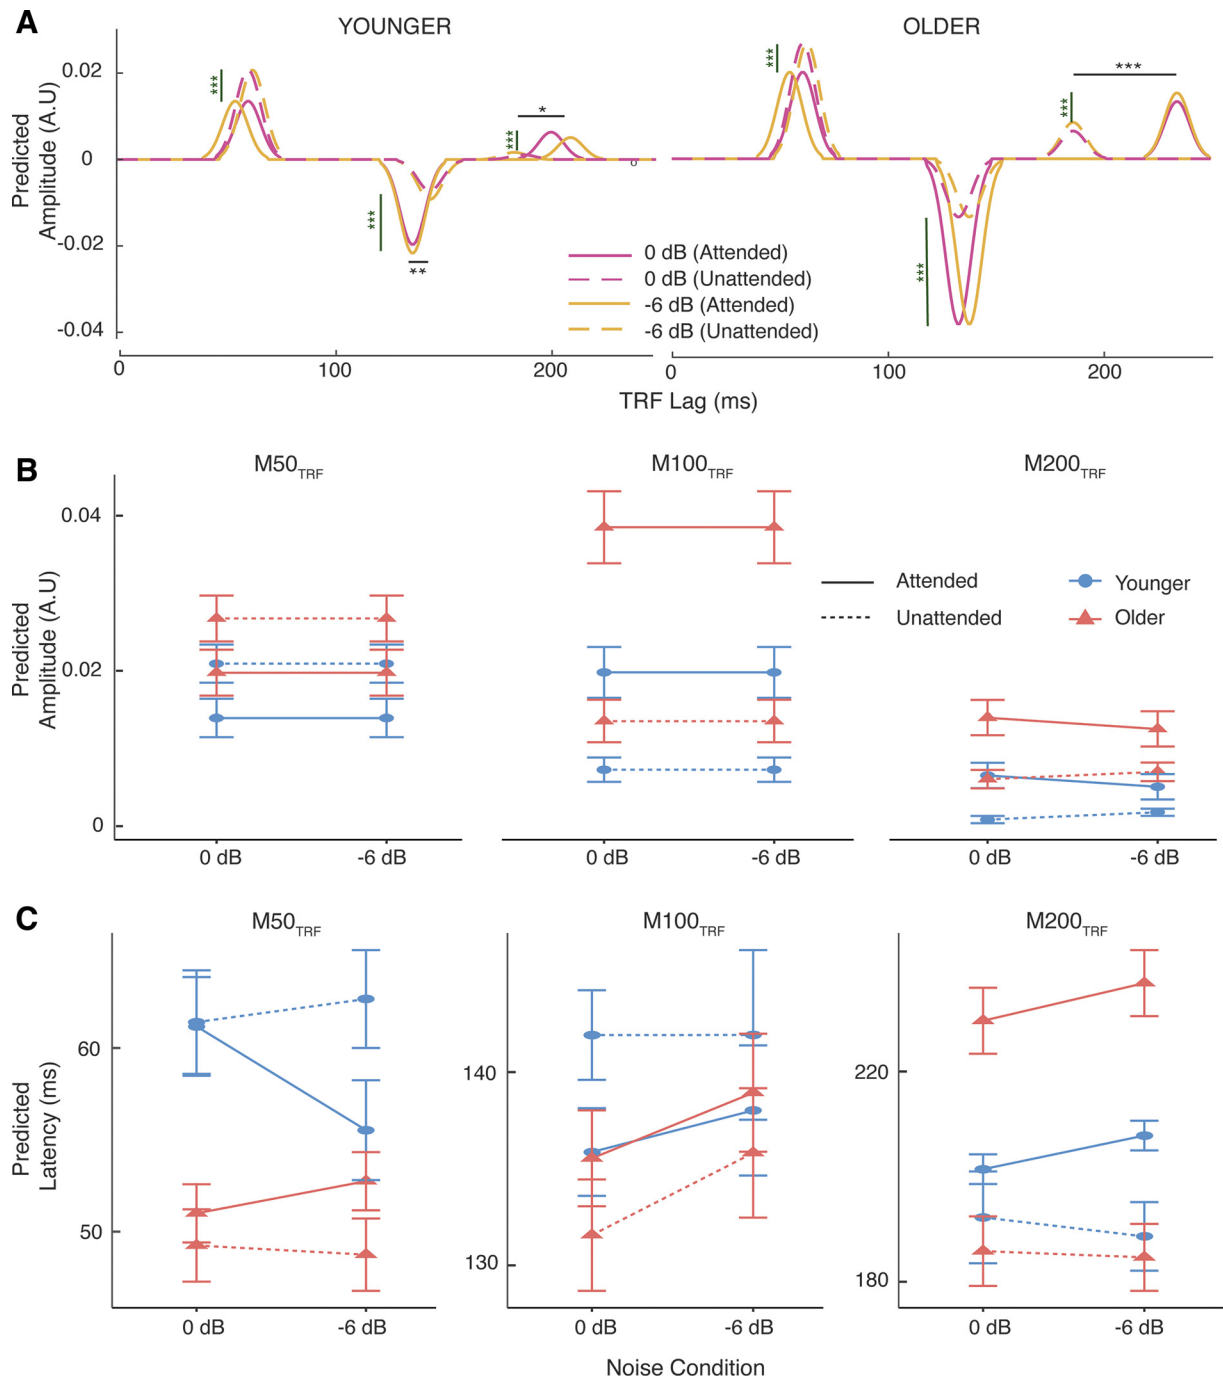 A
YOUNGER
OLDER
Predicted
Amplitude (A.U)
0.02
0
-0.02
-0.04
***
***
***
*
**
o
***
***
***
***
0 dB (Attended)
0 dB (Unattended)
-6 dB (Attended)
-6 dB (Unattended)
0 100 200 0 100 200
TRF Lag (ms)
B
M50TRF
M100TRF
M200TRF
Predicted
Amplitude (A.U)
0.04
0.02
0
Attended
Unattended
Younger
Older
0 dB -6 dB 0 dB -6 dB 0 dB -6 dB
C
M50TRF
M100TRF
M200TRF
Predicted
Latency (ms)
60
50
140
130
220
180
0 dB -6 dB 0 dB -6 dB 0 dB -6 dB
Noise Condition